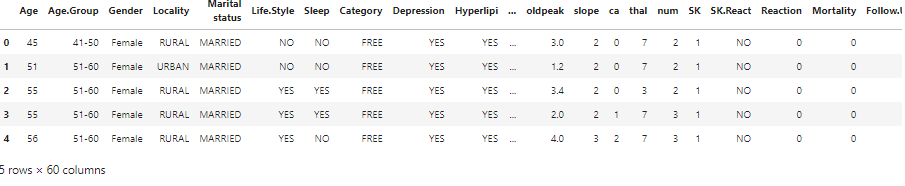 Age Age.Group Gender Locality Marital status Life.Style Sleep Category Depression Hyperlipi ... oldpeak slope ca thal num SK SK.React Reaction Mortality Follow.
0 45 41-50 Female RURAL MARRIED NO NO FREE YES YES ... 3.0 2 0 7 2 1 NO 0 0
1 51 51-60 Female URBAN MARRIED NO NO FREE YES YES ... 1.2 2 0 7 2 1 NO 0 0
2 55 51-60 Female RURAL MARRIED YES YES FREE YES YES ... 3.4 2 0 3 2 1 NO 0 0
3 55 51-60 Female RURAL MARRIED YES YES FREE YES YES ... 2.0 2 1 7 3 1 NO 0 0
4 56 51-60 Female RURAL MARRIED YES NO FREE YES YES ... 4.0 3 2 7 3 1 NO 0 0
5 rows × 60 columns